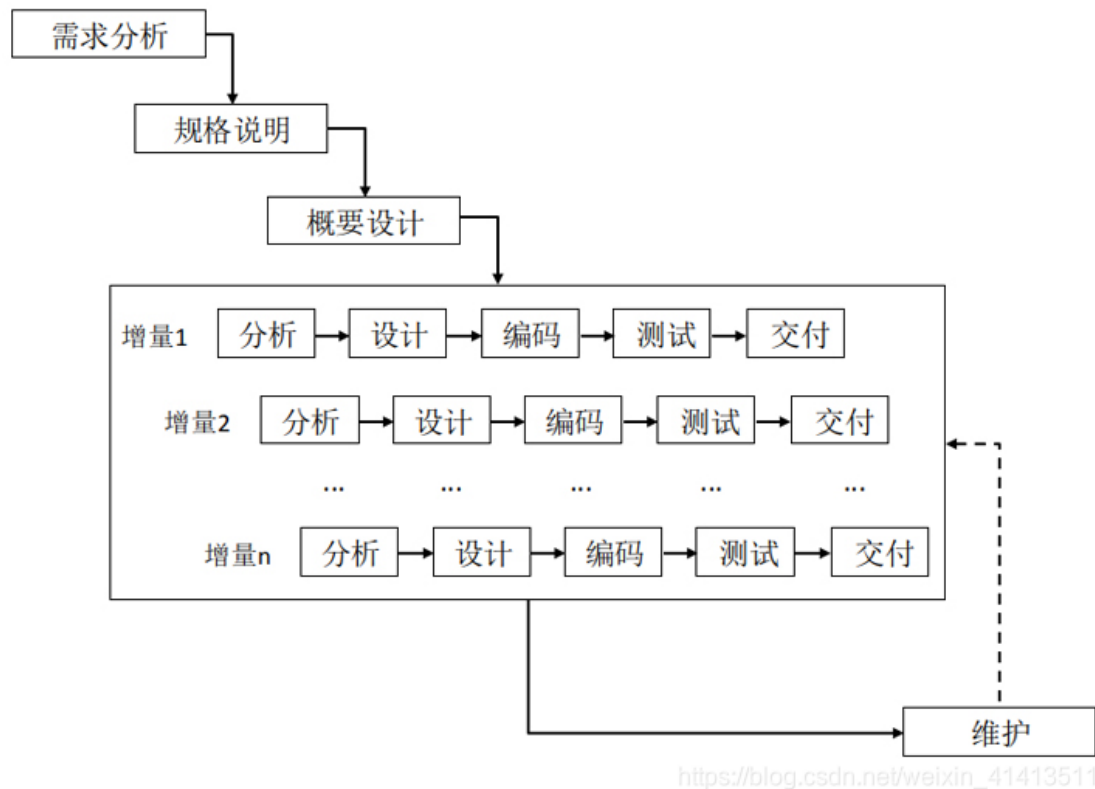 需求分析
规格说明
概要设计
增量1 分析 设计 编码 测试 交付
增量2 分析 设计 编码 测试 交付
... ... ... ... ...
增量n 分析 设计 编码 测试 交付
维护
https://blog.csdn.net/weixin_41413511